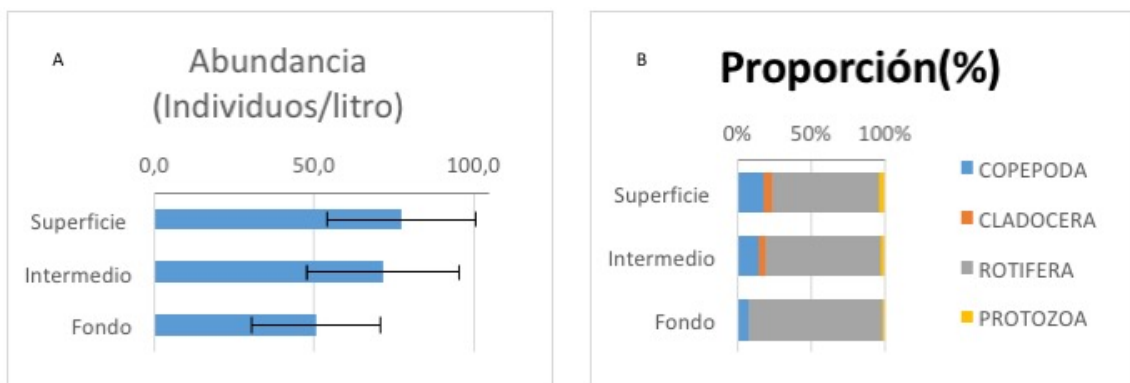 A
Abundancia
(Individuos/litro)
0,0 50,0 100,0
Superficie
Intermedio
Fondo
B
Proporción(%)
0% 50% 100%
Superficie
Intermedio
Fondo
COPEPODA
CLADOCERA
ROTIFERA
PROTOZOA